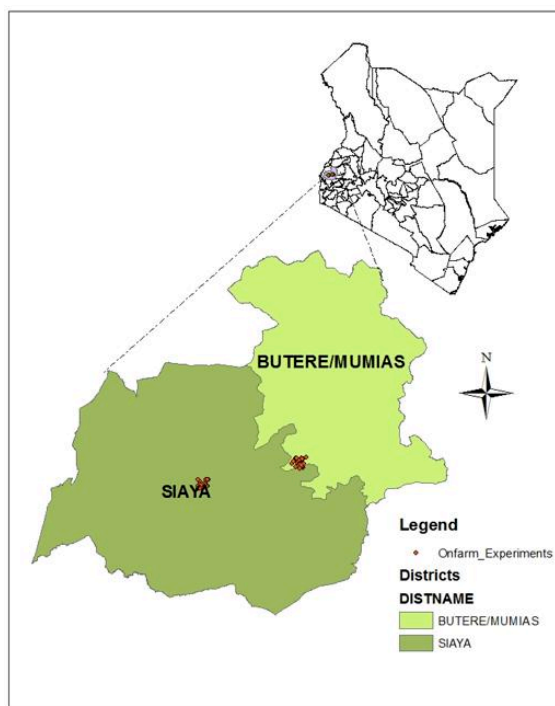 BUTERE/MUMIAS
N
SIAYA
Legend
Onfarm_Experiments
Districts
DISTNAME
BUTERE/MUMIAS
SIAYA